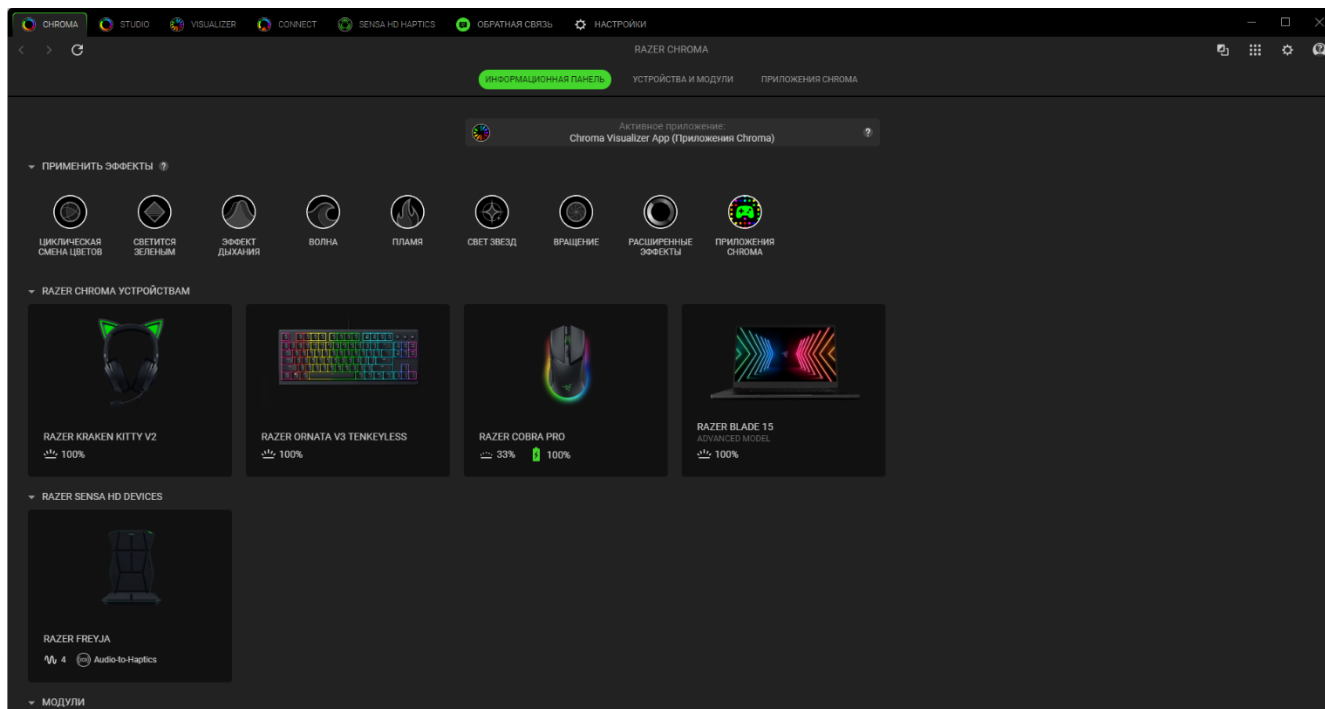 CHROMA STUDIO VISUALIZER CONNECT SENSA HD HAPTICS ОБРАТНАЯ СВЯЗЬ НАСТРОЙКИ
RAZER CHROMA
ИНФОРМАЦИОННАЯ ПАНЕЛЬ УСТРОЙСТВА И МОДУЛИ ПРИЛОЖЕНИЯ CHROMA
Активное приложение:
Chroma Visualizer App (Приложения Chroma) ?
ПРИМЕНИТЬ ЭФФЕКТЫ ?
ЦИКЛИЧЕСКАЯ
СМЕНА ЦВЕТОВ
СВЕТИТСЯ
ЗЕЛЕНЫМ
ЭФФЕКТ
ДЫХАНИЯ
ВОЛНА
ПЛАМЯ
СВЕТ ЗВЕЗД
ВРАЩЕНИЕ
РАСШИРЕННЫЕ
ЭФФЕКТЫ
ПРИЛОЖЕНИЯ
CHROMA
RAZER CHROMA УСТРОЙСТВАМ
RAZER KRAKEN KITTY V2
100%
RAZER ORNATA V3 TENKEYLESS
100%
RAZER COBRA PRO
33% 100%
RAZER BLADE 15
ADVANCED MODEL
100%
RAZER SENSA HD DEVICES
RAZER FREYJA
4 Audio-to-Haptics
МОДУЛИ